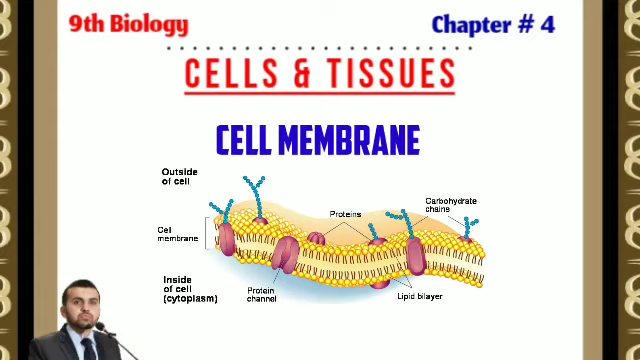 9th Biology
Chapter # 4
CELLS & TISSUES
CELL MEMBRANE
Outside
of cell
Carbohydrate
chains
Proteins
Cell
membrane
Inside
of cell
(cytoplasm)
Protein
channel
Lipid bilayer